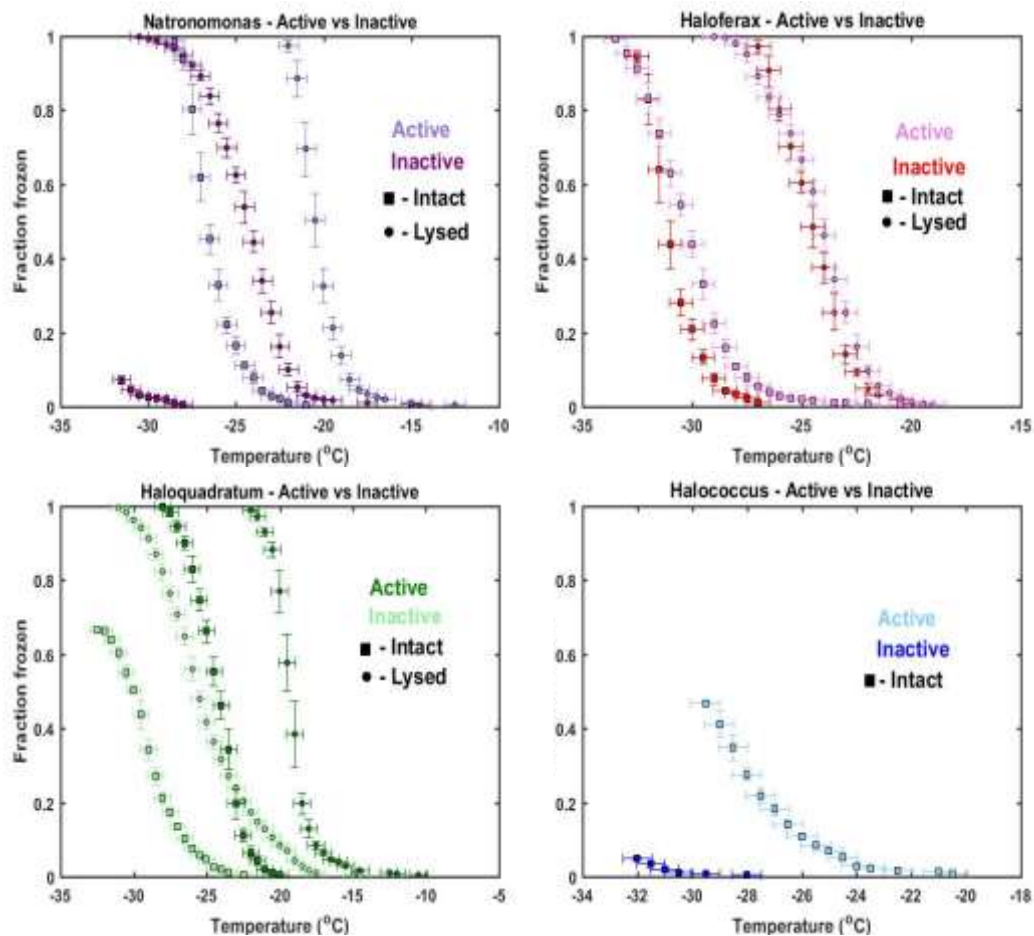 Natronomonas - Active vs Inactive
Fraction frozen
1
0.8
0.6
0.4
0.2
0
Active
Inactive
- Intact
- Lysed
-35
-30
-25
-20
-15
-10
Temperature (°C)
Haloferax - Active vs Inactive
Fraction frozen
1
0.8
0.6
0.4
0.2
0
Active
Inactive
- Intact
- Lysed
-35
-30
-25
-20
-15
Temperature (°C)
Haloquadratum - Active vs Inactive
Fraction frozen
1
0.8
0.6
0.4
0.2
0
Active
Inactive
- Intact
- Lysed
-35
-30
-25
-20
-15
-10
-5
Temperature (°C)
Halococcus - Active vs Inactive
1
0.8
0.6
0.4
0.2
0
Active
Inactive
- Intact
-34
-32
-30
-28
-26
-24
-22
-20
-18
Temperature (°C)